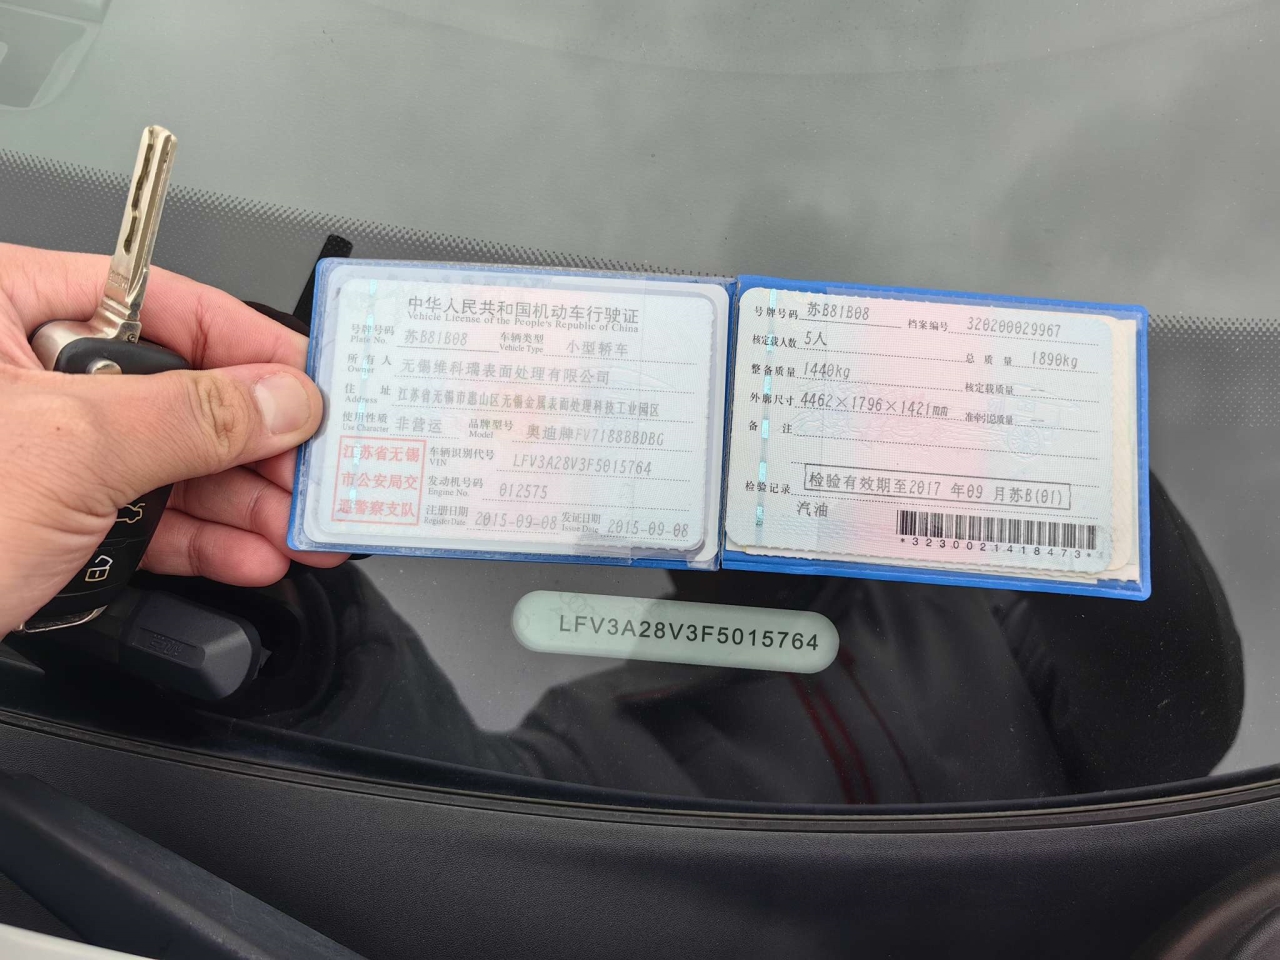 中华人民共和国机动车行驶证
Vehicle License of the People's Republic of China
号牌号码 苏B81B08 车辆类型 小型轿车
Plate No. Vehicle Type
所有人 无锡维科瑞表面处理有限公司
Owner
住址 江苏省无锡市惠山区无锡金属表面处理科技工业园区
Address
使用性质 非营运 品牌型号 奥迪牌FV7188BBDBG
Use Character Model
江苏省无锡
市公安局交
通警察支队
车辆识别代号 LFV3A28V3F5015764
VIN
发动机号码 012575
Engine No.
注册日期 2015-09-08 发证日期 2015-09-08
Register Date Issue Date
号牌号码 苏B81B08 档案编号 320200029967
核定载人数 5人 总质量 1890kg
整备质量 1440kg 核定载质量 --
外廓尺寸 4462×1796×1421mm 准牵引总质量 --
备注
检验记录 检验有效期至2017年09月苏B(01)
汽油
*3230021418473*
LFV3A28V3F5015764